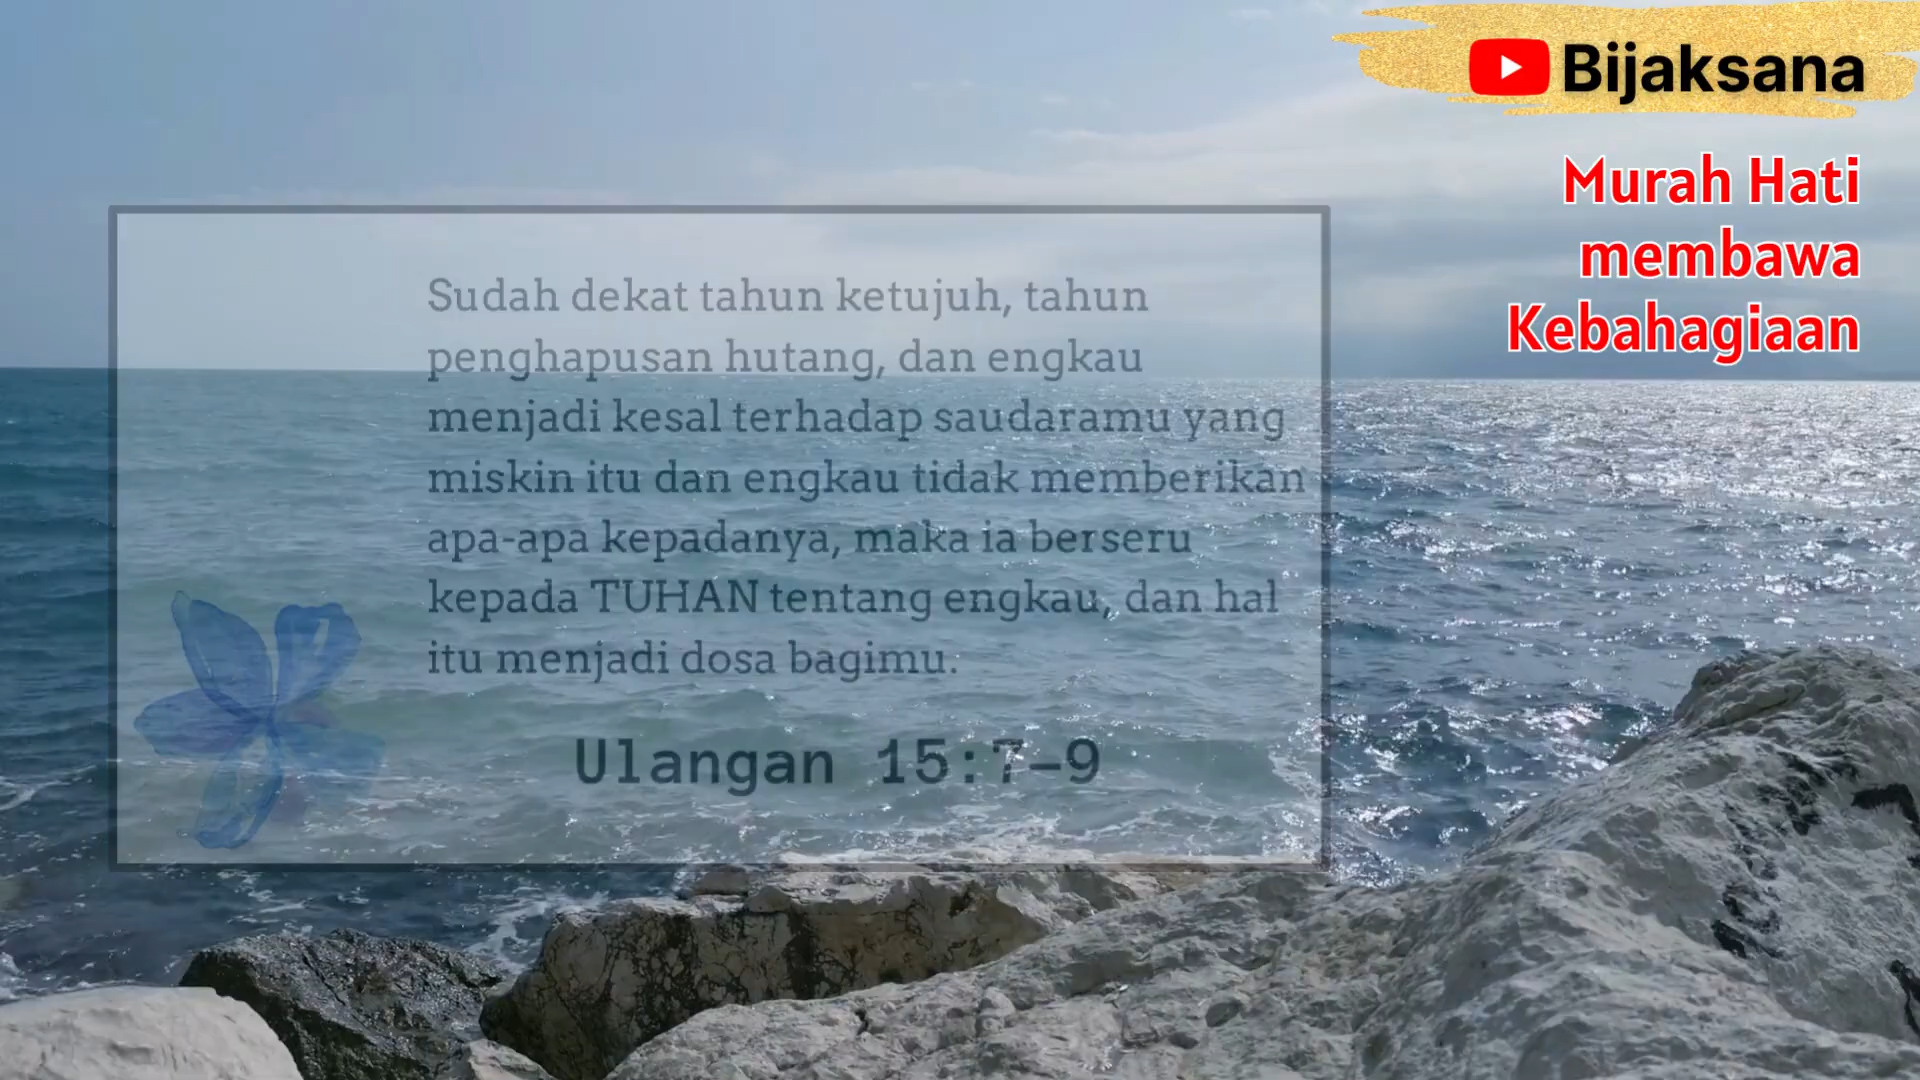 Bijaksana
Murah Hati
membawa
Kebahagiaan
Sudah dekat tahun ketujuh, tahun
penghapusan hutang, dan engkau
menjadi kesal terhadap saudaramu yang
miskin itu dan engkau tidak memberikan
apa-apa kepadanya, maka ia berseru
kepada TUHAN tentang engkau, dan hal
itu menjadi dosa bagimu.
Ulangan 15:7-9